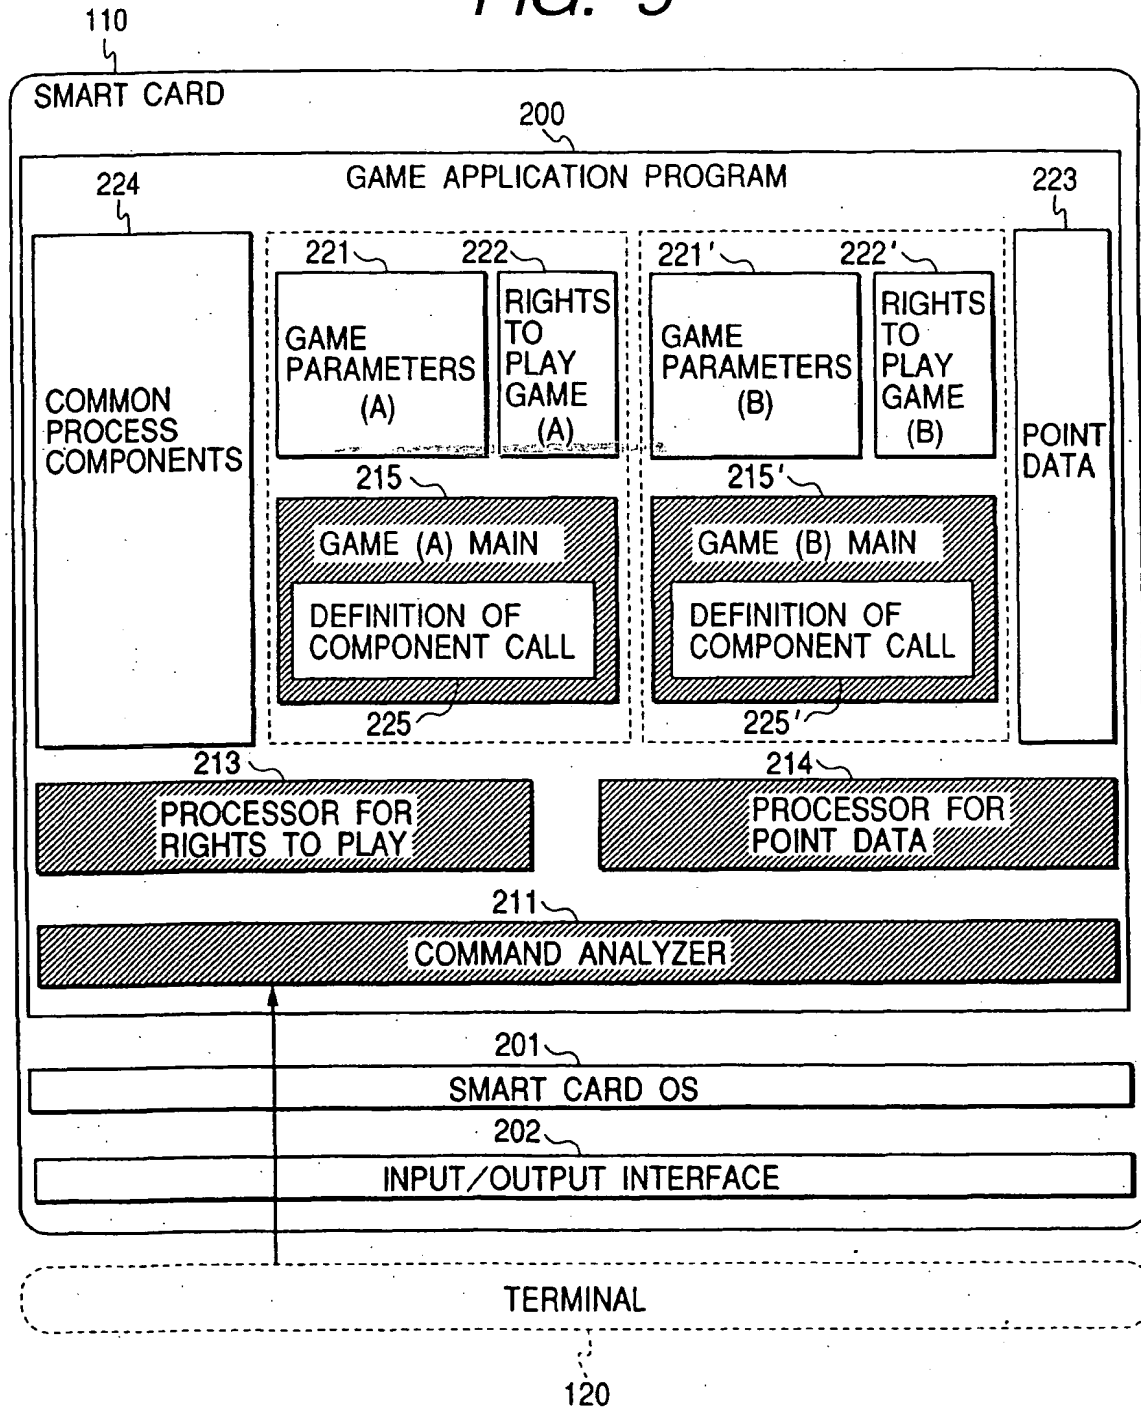 FIG.
110
SMART CARD
200
GAME APPLICATION PROGRAM
224
223
221
222
221'
222'
COMMON
PROCESS
COMPONENTS
GAME
PARAMETERS
(A)
RIGHTS
TO
PLAY
GAME
(A)
GAME
PARAMETERS
(B)
RIGHTS
TO
PLAY
GAME
(B)
POINT
DATA
215
GAME (A) MAIN
DEFINITION OF
COMPONENT CALL
225
215'
GAME (B) MAIN
DEFINITION OF
COMPONENT CALL
225'
213
PROCESSOR FOR
RIGHTS TO PLAY
214
PROCESSOR FOR
POINT DATA
211
COMMAND ANALYZER
201
SMART CARD OS
202
INPUT/OUTPUT INTERFACE
TERMINAL
120